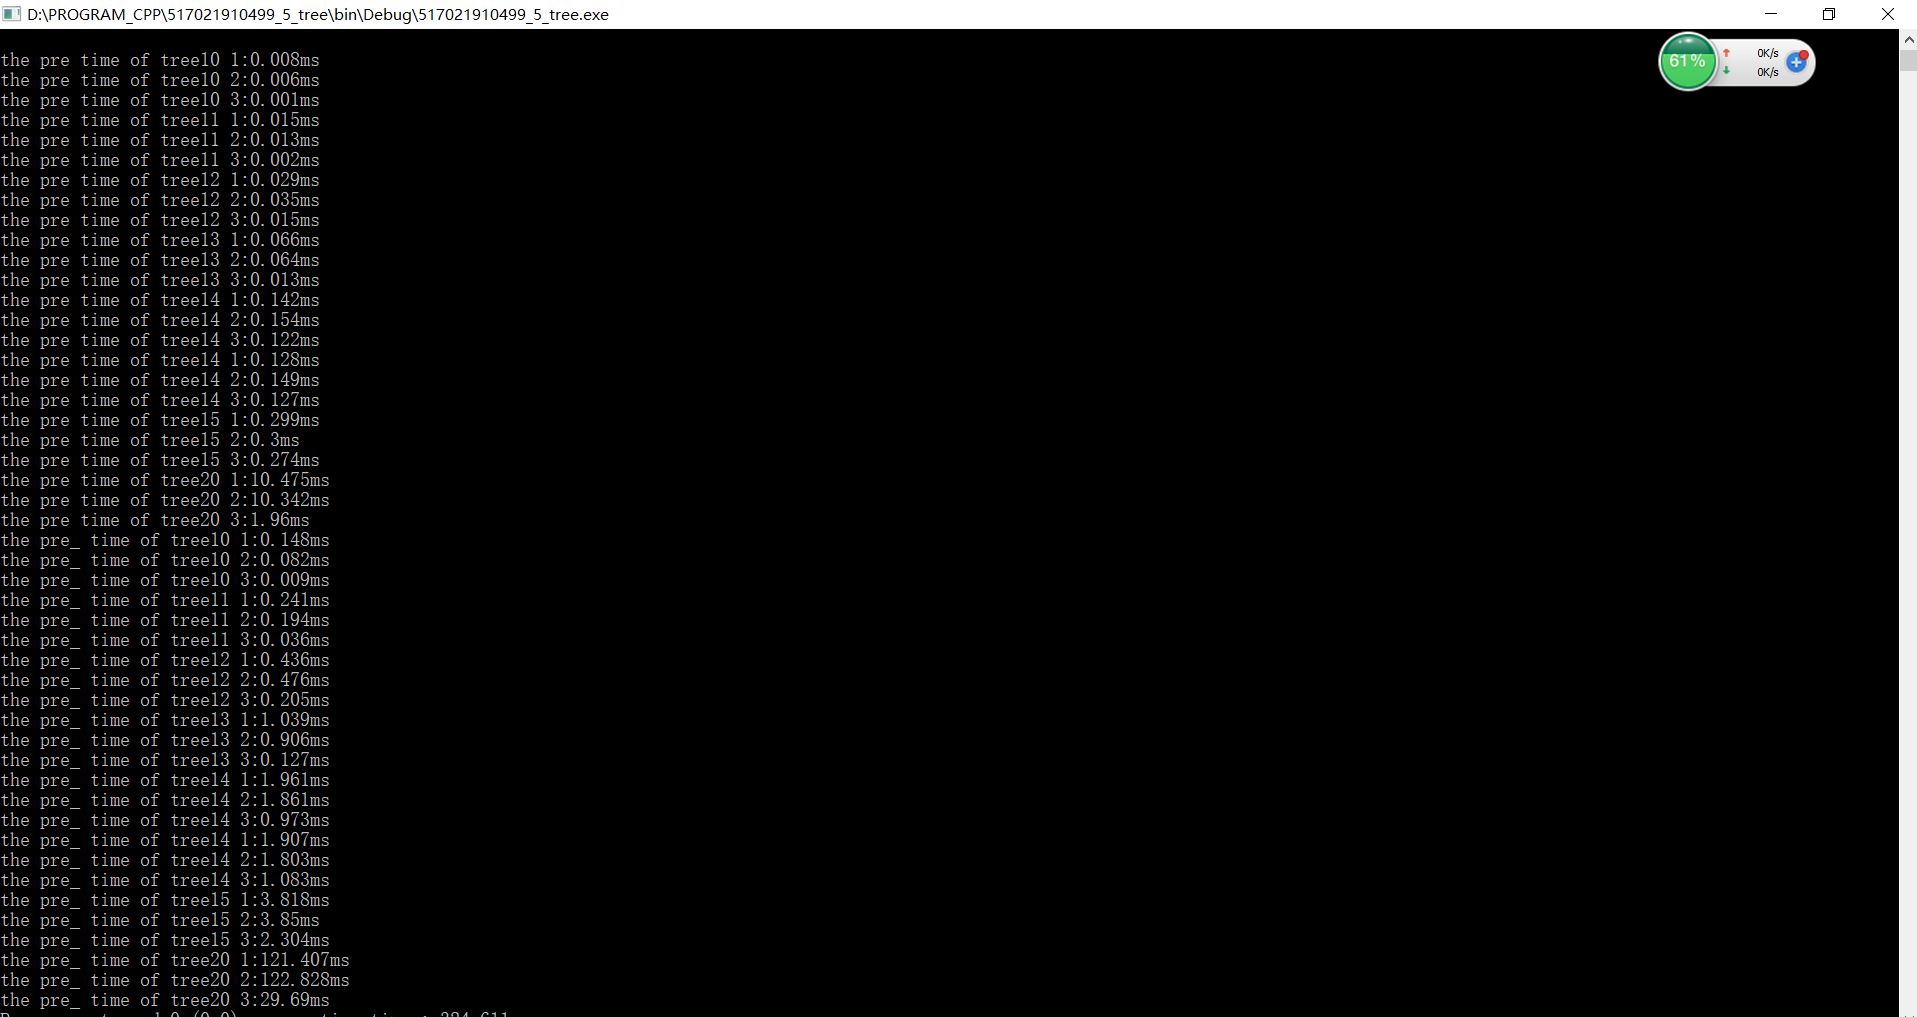 D:\PROGRAM_CPP\517021910499_5_tree\bin\Debug\517021910499_5_tree.exe
61%
0K/s
0K/s
the pre time of tree10 1:0.008ms
the pre time of tree10 2:0.006ms
the pre time of tree10 3:0.001ms
the pre time of tree11 1:0.015ms
the pre time of tree11 2:0.013ms
the pre time of tree11 3:0.002ms
the pre time of tree12 1:0.029ms
the pre time of tree12 2:0.035ms
the pre time of tree12 3:0.015ms
the pre time of tree13 1:0.066ms
the pre time of tree13 2:0.064ms
the pre time of tree13 3:0.013ms
the pre time of tree14 1:0.142ms
the pre time of tree14 2:0.154ms
the pre time of tree14 3:0.122ms
the pre time of tree14 1:0.128ms
the pre time of tree14 2:0.149ms
the pre time of tree14 3:0.127ms
the pre time of tree15 1:0.299ms
the pre time of tree15 2:0.3ms
the pre time of tree15 3:0.274ms
the pre time of tree20 1:10.475ms
the pre time of tree20 2:10.342ms
the pre time of tree20 3:1.96ms
the pre_ time of tree10 1:0.148ms
the pre_ time of tree10 2:0.082ms
the pre_ time of tree10 3:0.009ms
the pre_ time of tree11 1:0.241ms
the pre_ time of tree11 2:0.194ms
the pre_ time of tree11 3:0.036ms
the pre_ time of tree12 1:0.436ms
the pre_ time of tree12 2:0.476ms
the pre_ time of tree12 3:0.205ms
the pre_ time of tree13 1:1.039ms
the pre_ time of tree13 2:0.906ms
the pre_ time of tree13 3:0.127ms
the pre_ time of tree14 1:1.961ms
the pre_ time of tree14 2:1.861ms
the pre_ time of tree14 3:0.973ms
the pre_ time of tree14 1:1.907ms
the pre_ time of tree14 2:1.803ms
the pre_ time of tree14 3:1.083ms
the pre_ time of tree15 1:3.818ms
the pre_ time of tree15 2:3.85ms
the pre_ time of tree15 3:2.304ms
the pre_ time of tree20 1:121.407ms
the pre_ time of tree20 2:122.828ms
the pre_ time of tree20 3:29.69ms